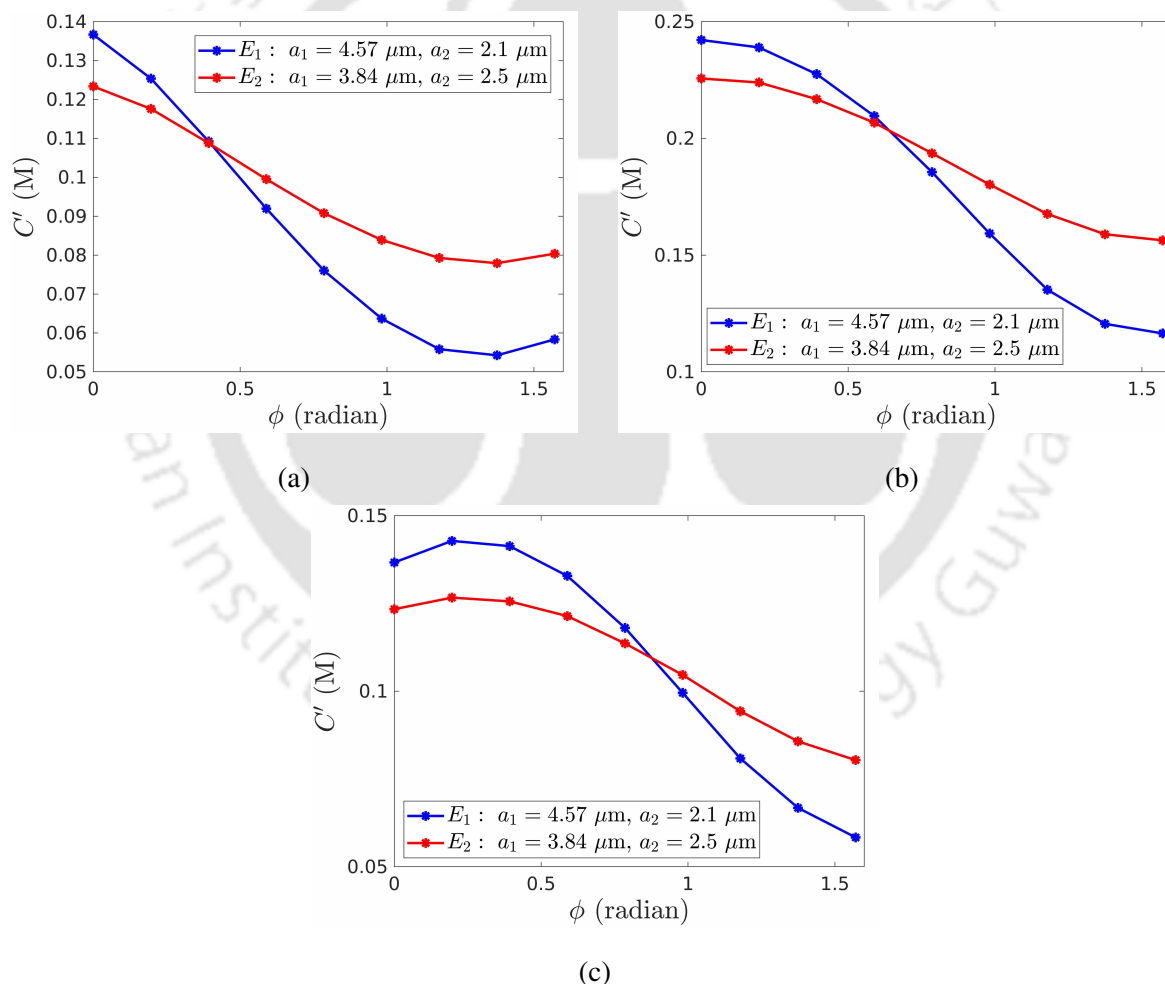 0.14
0.13
0.12
0.11
0.1
0.09
0.08
0.07
0.06
0.05
C′ (M)
E₁ : a₁ = 4.57 μm, a₂ = 2.1 μm
E₂ : a₁ = 3.84 μm, a₂ = 2.5 μm
0 0.5 1 1.5
ϕ (radian)
(a)
0.25
0.2
0.15
0.1
C′ (M)
E₁ : a₁ = 4.57 μm, a₂ = 2.1 μm
E₂ : a₁ = 3.84 μm, a₂ = 2.5 μm
0 0.5 1 1.5
ϕ (radian)
(b)
0.15
0.1
0.05
C′ (M)
E₁ : a₁ = 4.57 μm, a₂ = 2.1 μm
E₂ : a₁ = 3.84 μm, a₂ = 2.5 μm
0 0.5 1 1.5
ϕ (radian)
(c)